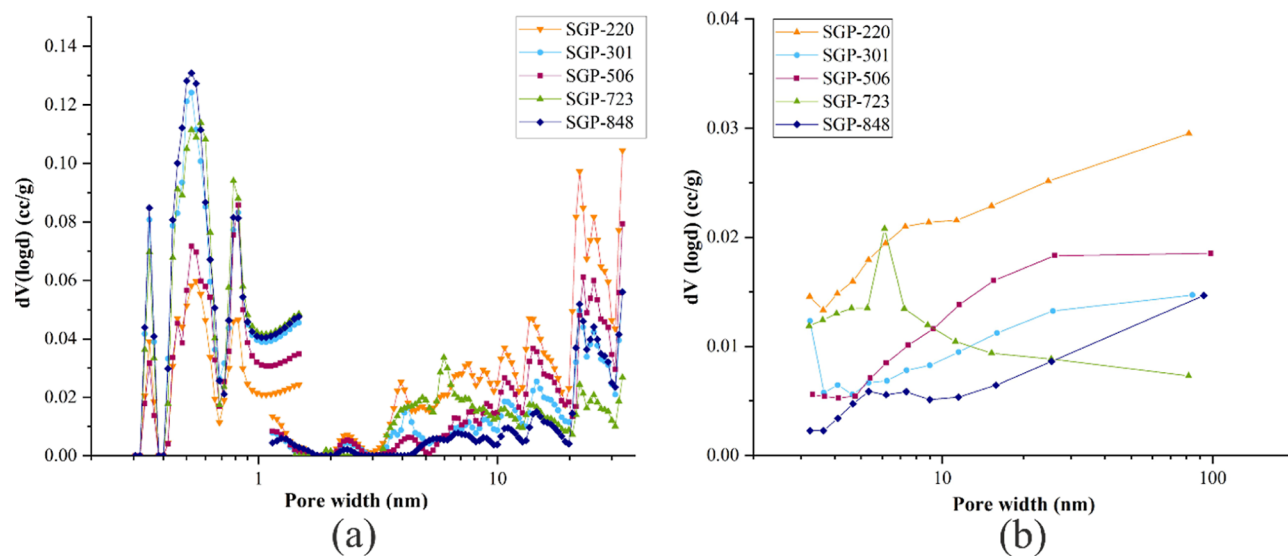 SGP-220
SGP-301
SGP-506
SGP-723
SGP-848
0.14
0.12
0.10
0.08
0.06
0.04
0.02
0.00
dV(logd) (cc/g)
1
10
Pore width (nm)
(a)
SGP-220
SGP-301
SGP-506
SGP-723
SGP-848
0.04
0.03
0.02
0.01
0.00
dV (logd) (cc/g)
10
100
Pore width (nm)
(b)